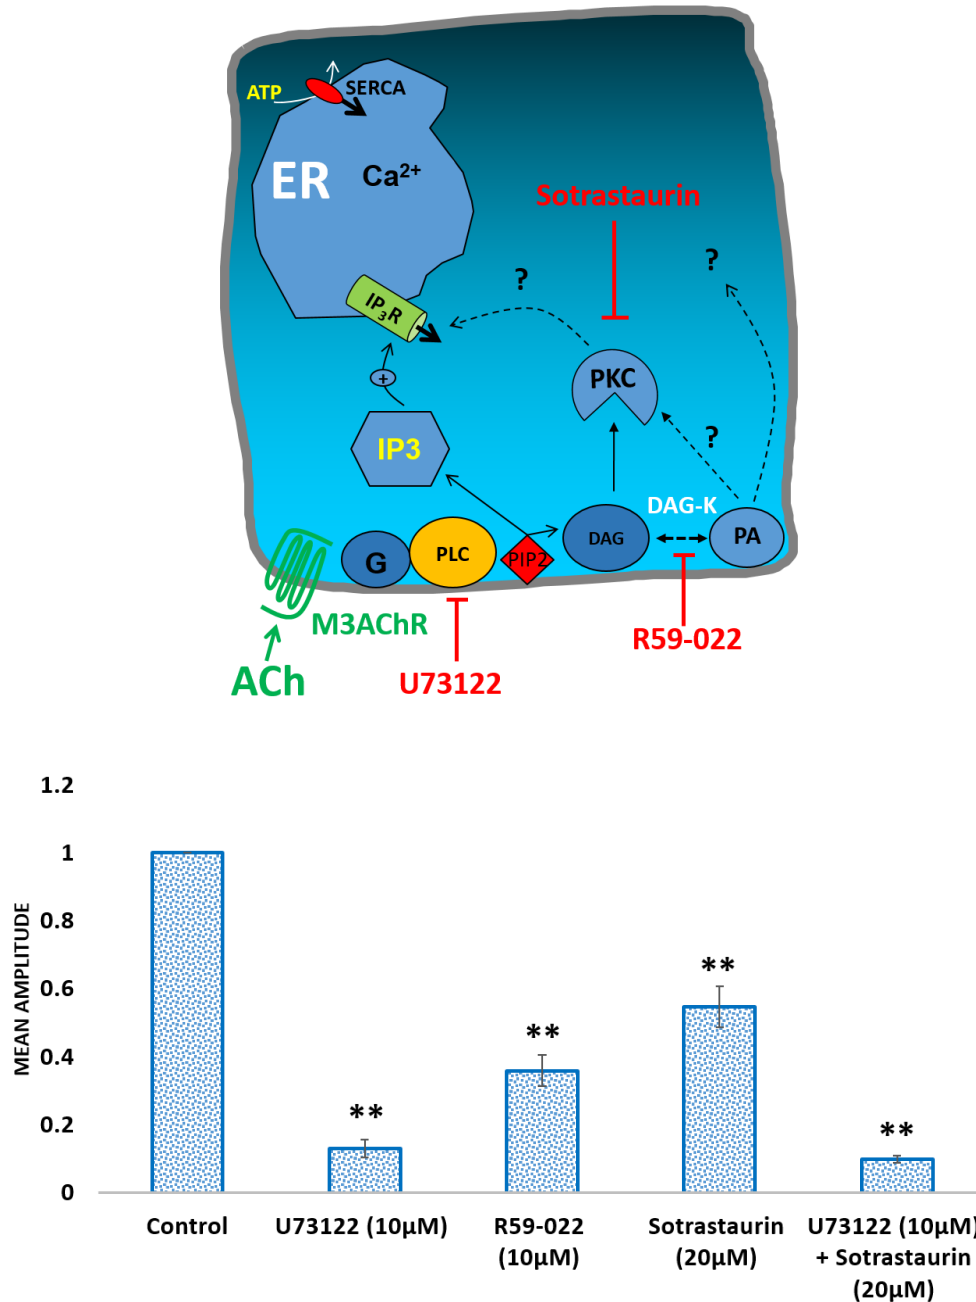 ATP
SERCA
ER
Ca²⁺
Sotrastaurin
?
?
IP₃R
PKC
+
IP3
?
DAG-K
G
PLC
PIP2
DAG
PA
M3AChR
R59-022
ACh
U73122
1.2
1
0.8
0.6
0.4
0.2
0
MEAN AMPLITUDE
**
**
**
**
Control
U73122 (10µM)
R59-022
(10µM)
Sotrastaurin
(20µM)
U73122 (10µM)
+ Sotrastaurin
(20µM)